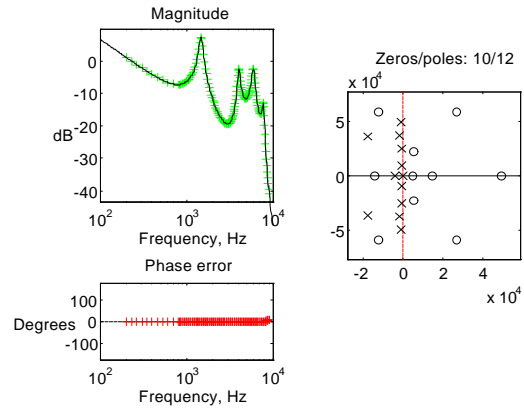 Magnitude
0
-10
-20
-30
-40
dB
10^2
10^3
10^4
Frequency, Hz
Phase error
100
0
-100
Degrees
10^2
10^3
10^4
Frequency, Hz
Zeros/poles: 10/12
x 10^4
5
0
-5
-2
0
2
4
x 10^4